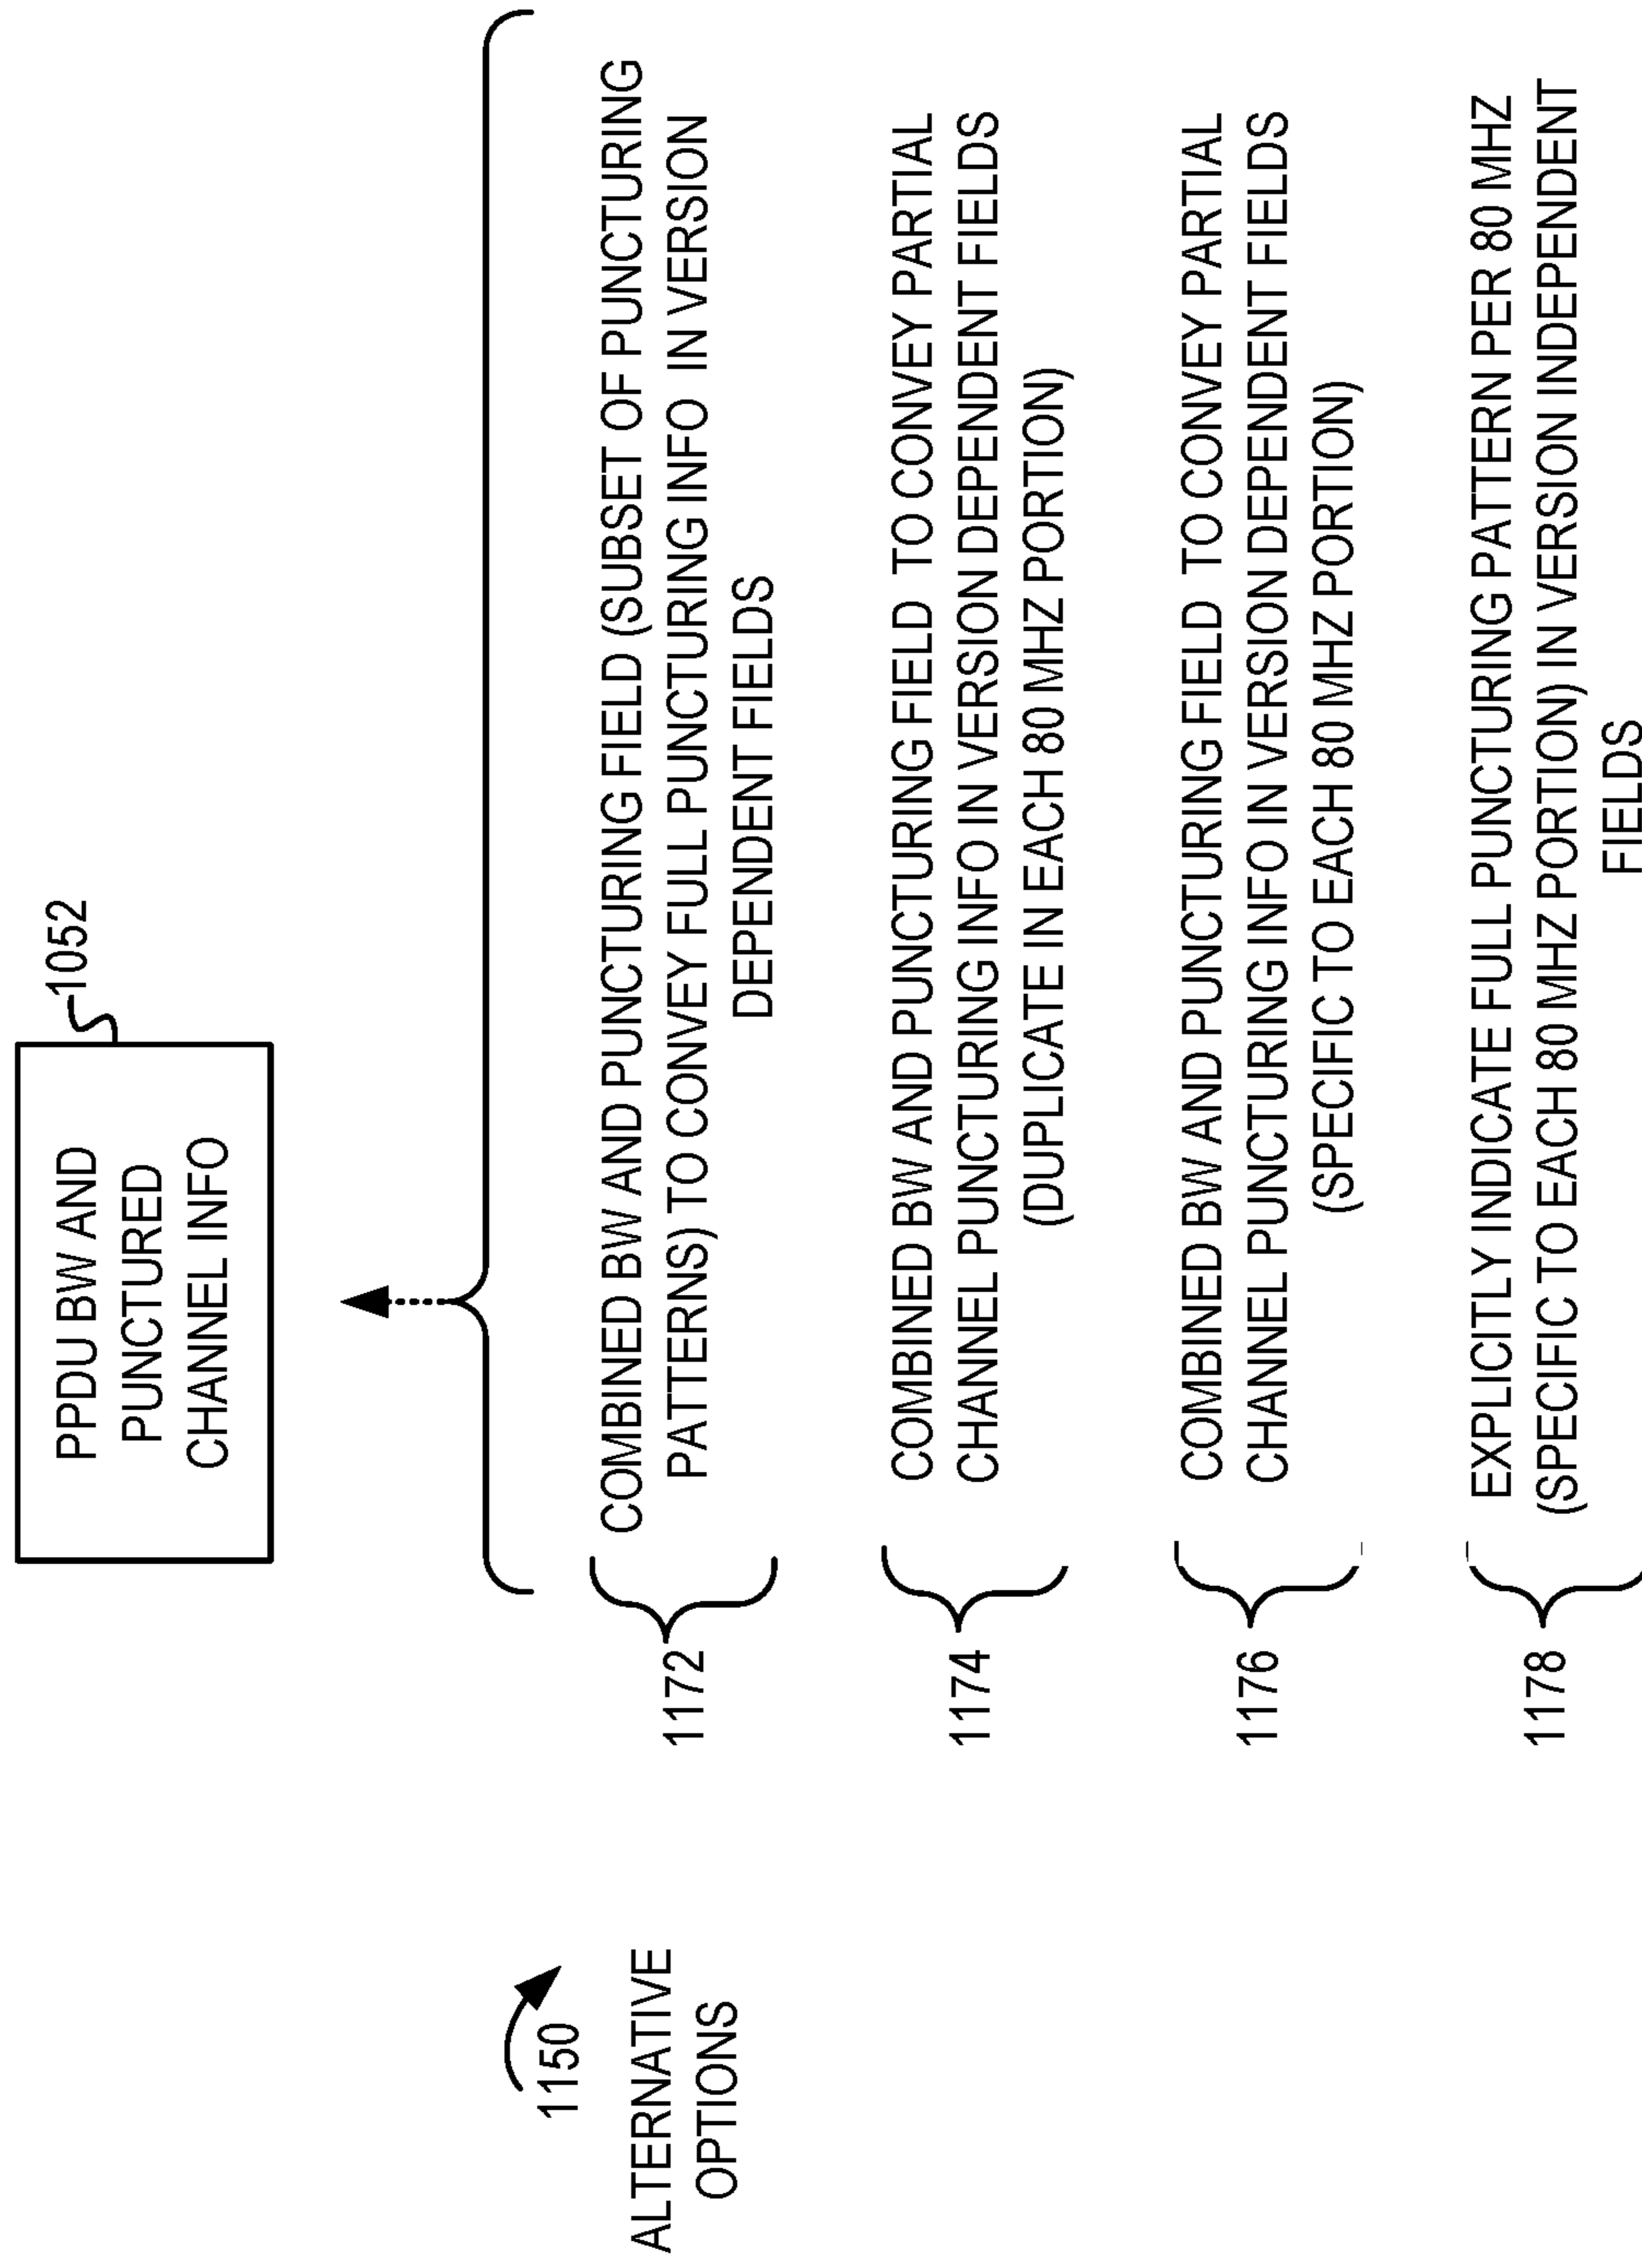 PPDU BW AND
PUNCTURED
CHANNEL INFO
1052
1150
ALTERNATIVE
OPTIONS
1172
COMBINED BW AND PUNCTURING FIELD (SUBSET OF PUNCTURING
PATTERNS) TO CONVEY FULL PUNCTURING INFO IN VERSION
DEPENDENT FIELDS
1174
COMBINED BW AND PUNCTURING FIELD TO CONVEY PARTIAL
CHANNEL PUNCTURING INFO IN VERSION DEPENDENT FIELDS
(DUPLICATE IN EACH 80 MHZ PORTION)
1176
COMBINED BW AND PUNCTURING FIELD TO CONVEY PARTIAL
CHANNEL PUNCTURING INFO IN VERSION DEPENDENT FIELDS
(SPECIFIC TO EACH 80 MHZ PORTION)
1178
EXPLICITLY INDICATE FULL PUNCTURING PATTERN PER 80 MHZ
(SPECIFIC TO EACH 80 MHZ PORTION) IN VERSION INDEPENDENT
FIELDS